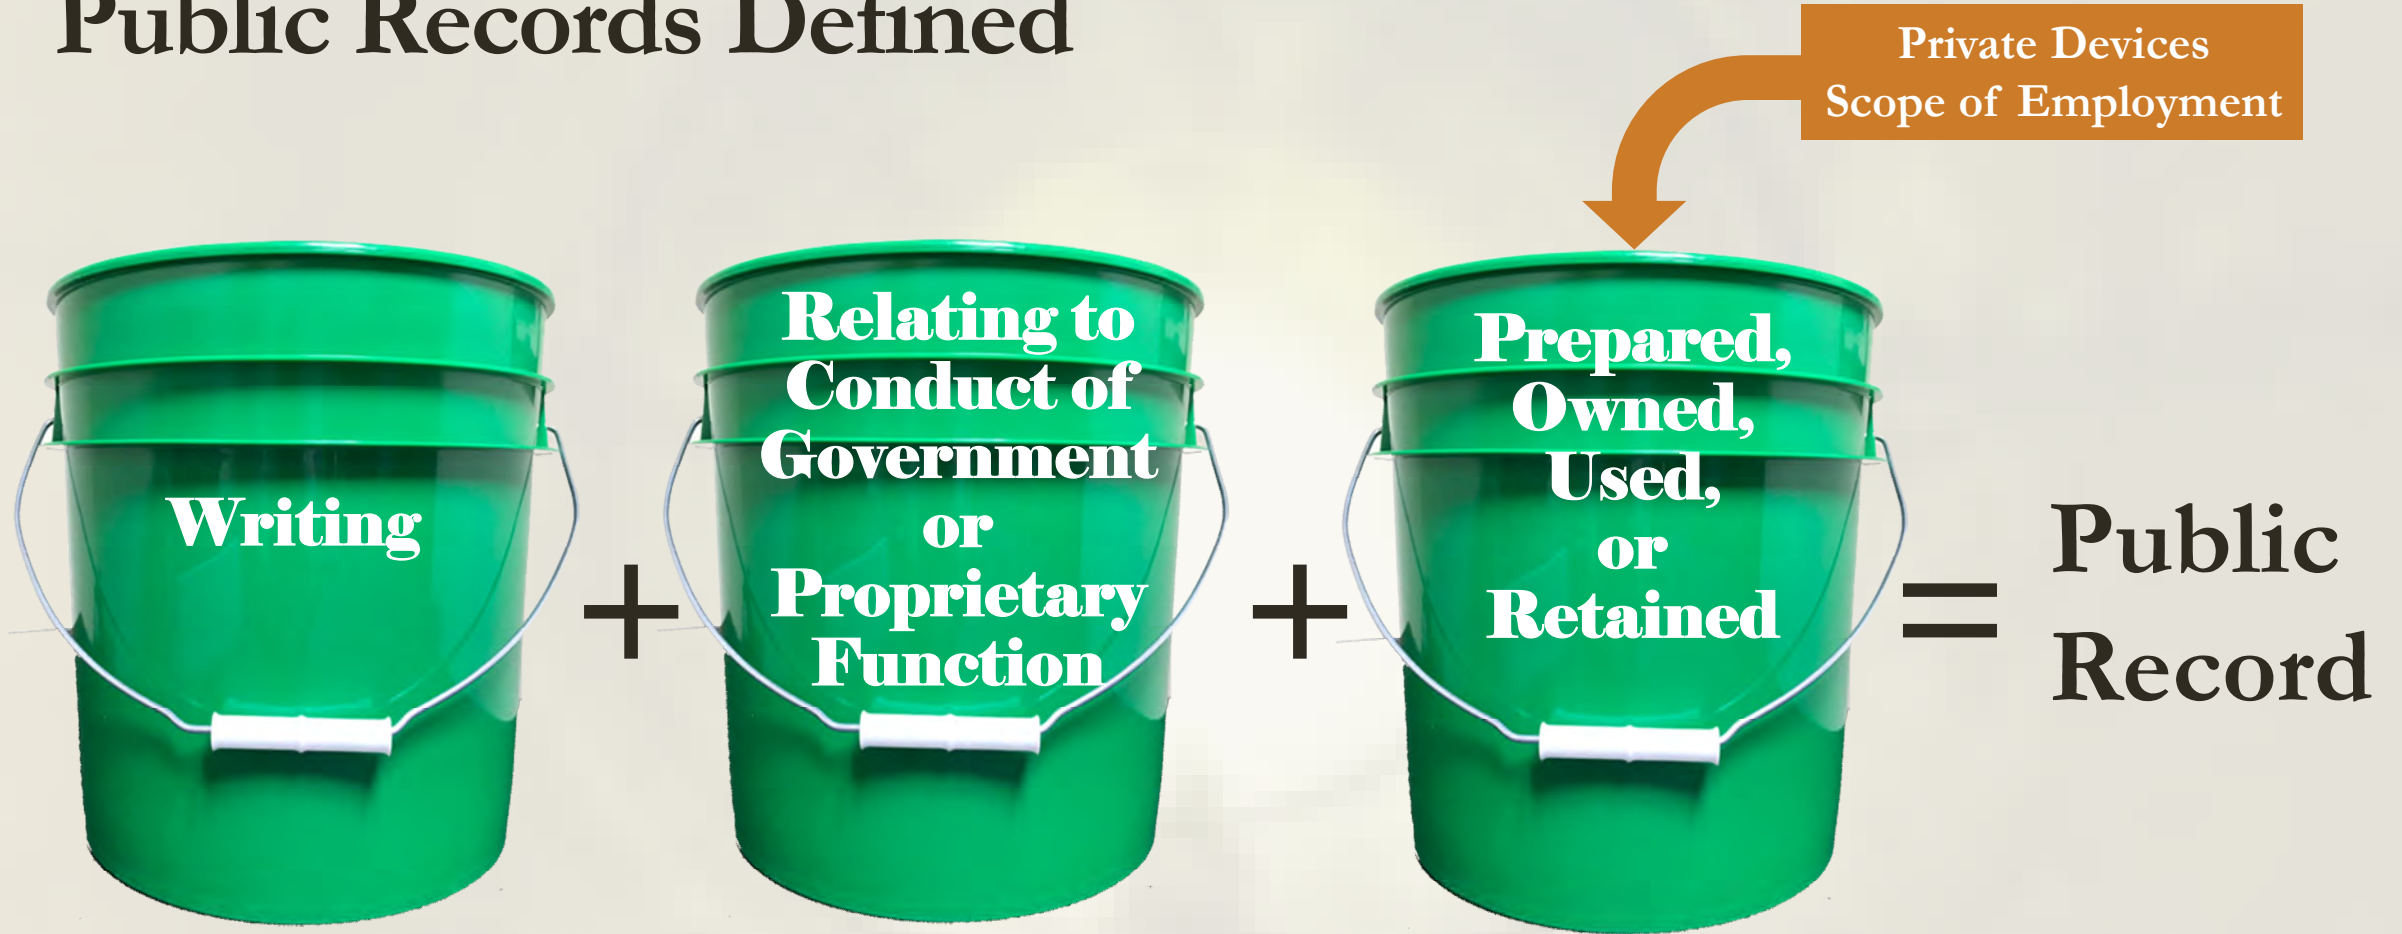 Public Records Defined
Private Devices
Scope of Employment
Writing
+
Relating to
Conduct of
Government
or
Proprietary
Function
+
Prepared,
Owned,
Used,
or
Retained
=
Public
Record